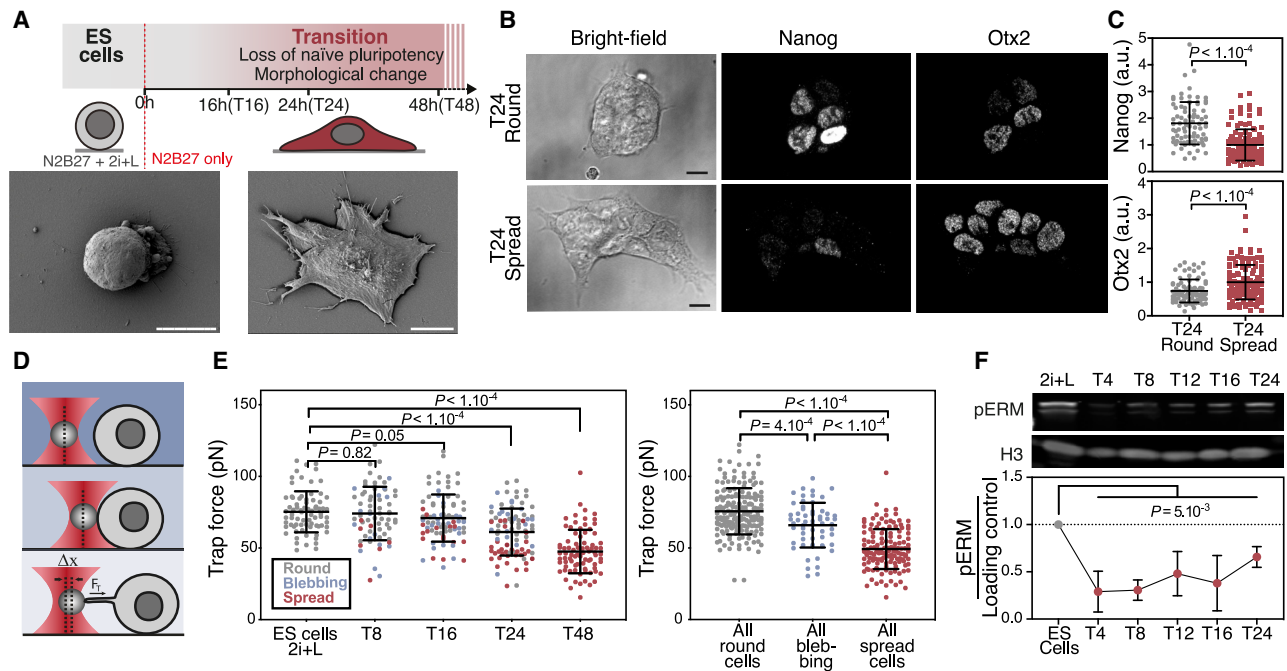 A
ES
cells
Transition
Loss of naïve pluripotency
Morphological change
0h
16h(T16)
24h(T24)
48h(T48)
N2B27 + 2i+L
N2B27 only
B
Bright-field
Nanog
Otx2
T24
Round
T24
Spread
C
Nanog (a.u.)
5
4
3
2
1
0
P < 1.10-4
Otx2 (a.u.)
4
3
2
1
0
P < 1.10-4
T24
Round
T24
Spread
D
Δx
FT
E
Trap force (pN)
150
100
50
0
P < 1.10-4
P < 1.10-4
P = 0.05
P = 0.82
Round
Blebbing
Spread
ES cells
2i+L
T8
T16
T24
T48
Trap force (pN)
150
100
50
0
P < 1.10-4
P = 4.10-4
P < 1.10-4
All
round
cells
All
bleb-
bing
All
spread
cells
F
2i+L
T4
T8
T12
T16
T24
pERM
H3
pERM
Loading control
1.0
0.5
0.0
P = 5.10-3
ES
Cells
T4
T8
T12
T16
T24